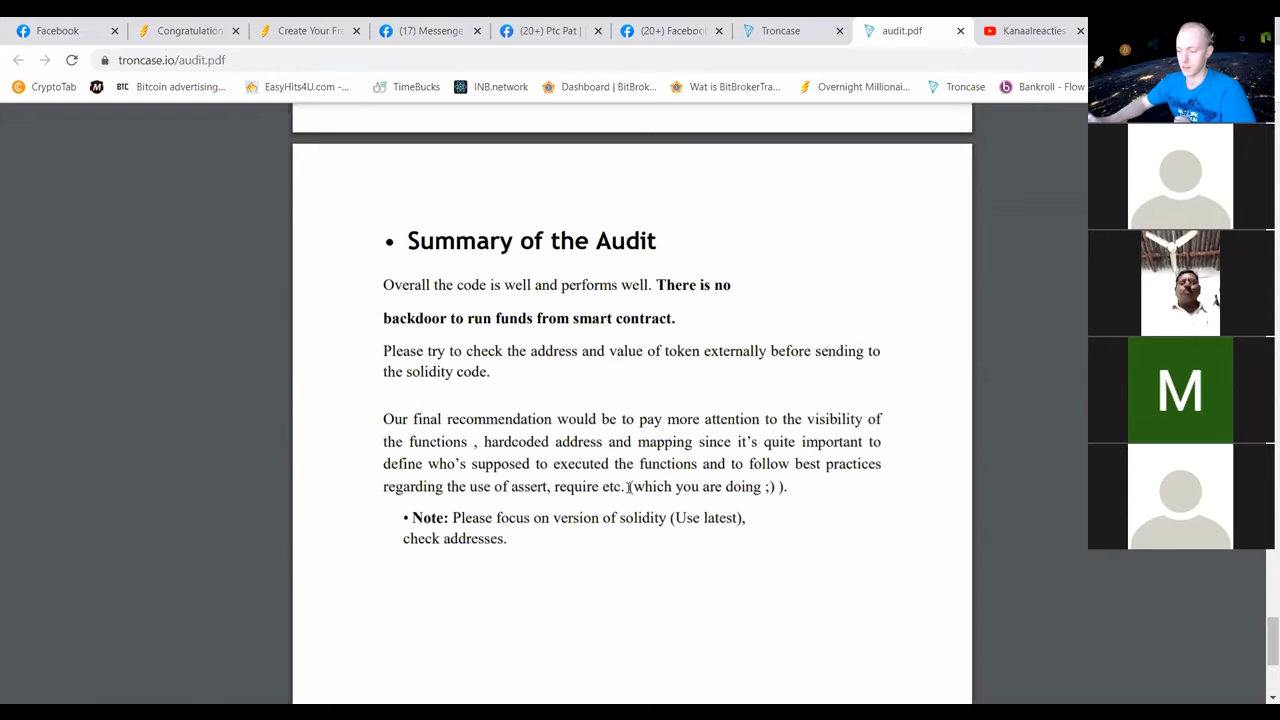 Facebook
Congratulation
Create Your Fre
(17) Messenge
(20+) Ptc Pat |
(20+) Facebook
Troncase
audit.pdf
Kanaalreacties
troncase.io/audit.pdf
CryptoTab
BTC Bitcoin advertising...
EasyHits4U.com -...
TimeBucks
INB.network
Dashboard | BitBrok...
Wat is BitBrokerTra...
Overnight Millionai...
Troncase
Bankroll - Flow
• Summary of the Audit
Overall the code is well and performs well. There is no
backdoor to run funds from smart contract.
Please try to check the address and value of token externally before sending to
the solidity code.
Our final recommendation would be to pay more attention to the visibility of
the functions , hardcoded address and mapping since it’s quite important to
define who’s supposed to executed the functions and to follow best practices
regarding the use of assert, require etc. (which you are doing ;) ).
• Note: Please focus on version of solidity (Use latest),
check addresses.
M